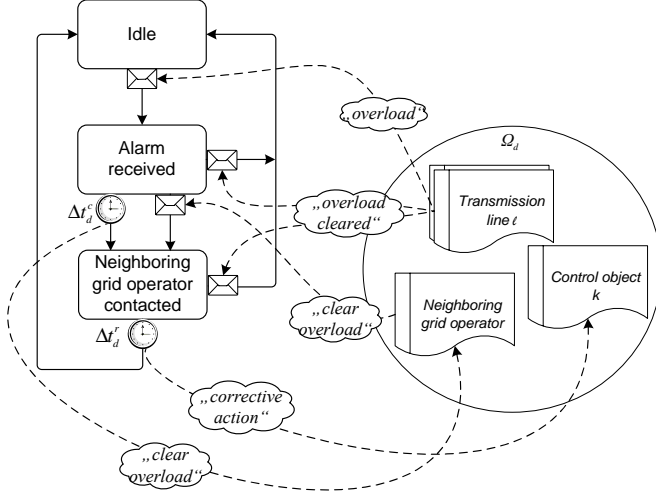 Idle
„overload“
Ω_d
Alarm
received
„overload
cleared“
Transmission
line ℓ
Δt_d^c
Neighboring
grid operator
contacted
Control object
k
Neighboring
grid operator
„clear
overload“
Δt_d^r
„corrective
action“
„clear
overload“